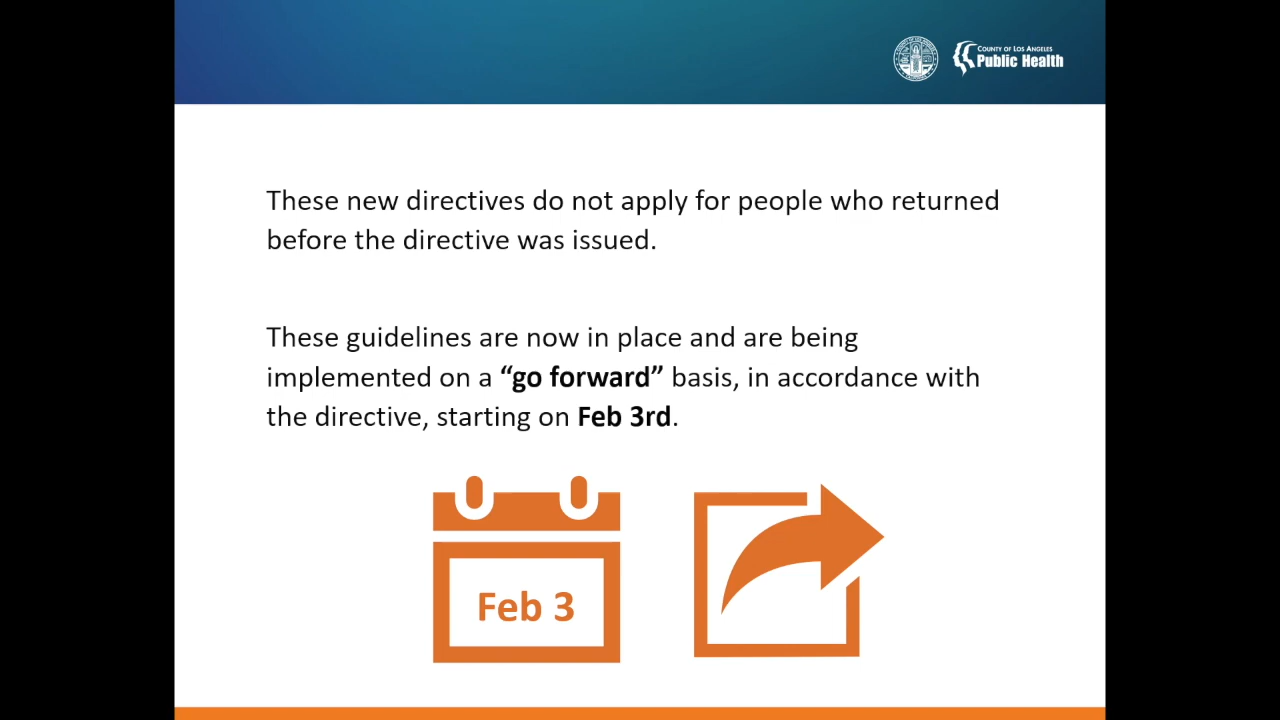 COUNTY OF LOS ANGELES
Public Health
These new directives do not apply for people who returned
before the directive was issued.
These guidelines are now in place and are being
implemented on a “go forward” basis, in accordance with
the directive, starting on Feb 3rd.
Feb 3